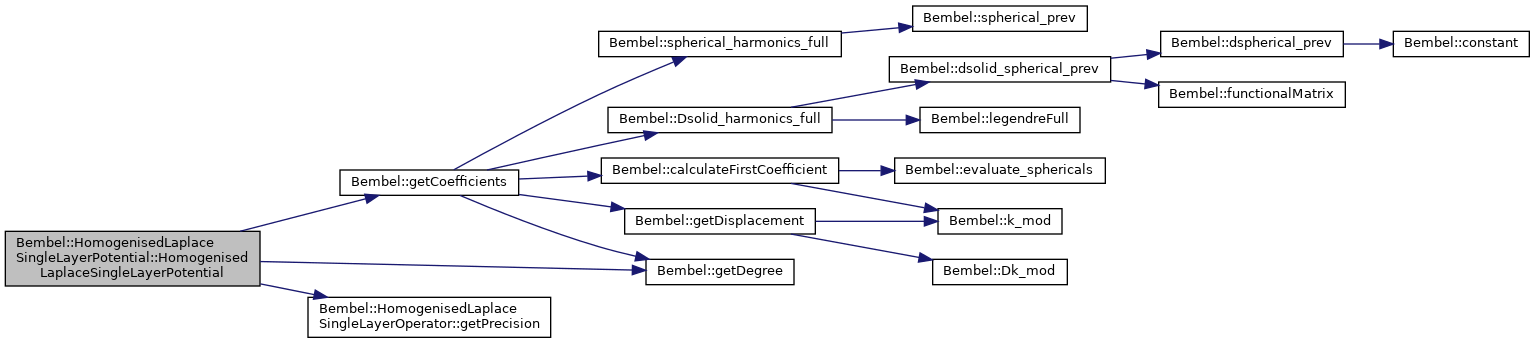 Bembel::HomogenisedLaplace
SingleLayerPotential::Homogenised
LaplaceSingleLayerPotential
Bembel::getCoefficients
Bembel::HomogenisedLaplace
SingleLayerOperator::getPrecision
Bembel::spherical_harmonics_full
Bembel::Dsolid_harmonics_full
Bembel::calculateFirstCoefficient
Bembel::getDisplacement
Bembel::getDegree
Bembel::spherical_prev
Bembel::dsolid_spherical_prev
Bembel::legendreFull
Bembel::evaluate_sphericals
Bembel::k_mod
Bembel::Dk_mod
Bembel::dspherical_prev
Bembel::functionalMatrix
Bembel::constant